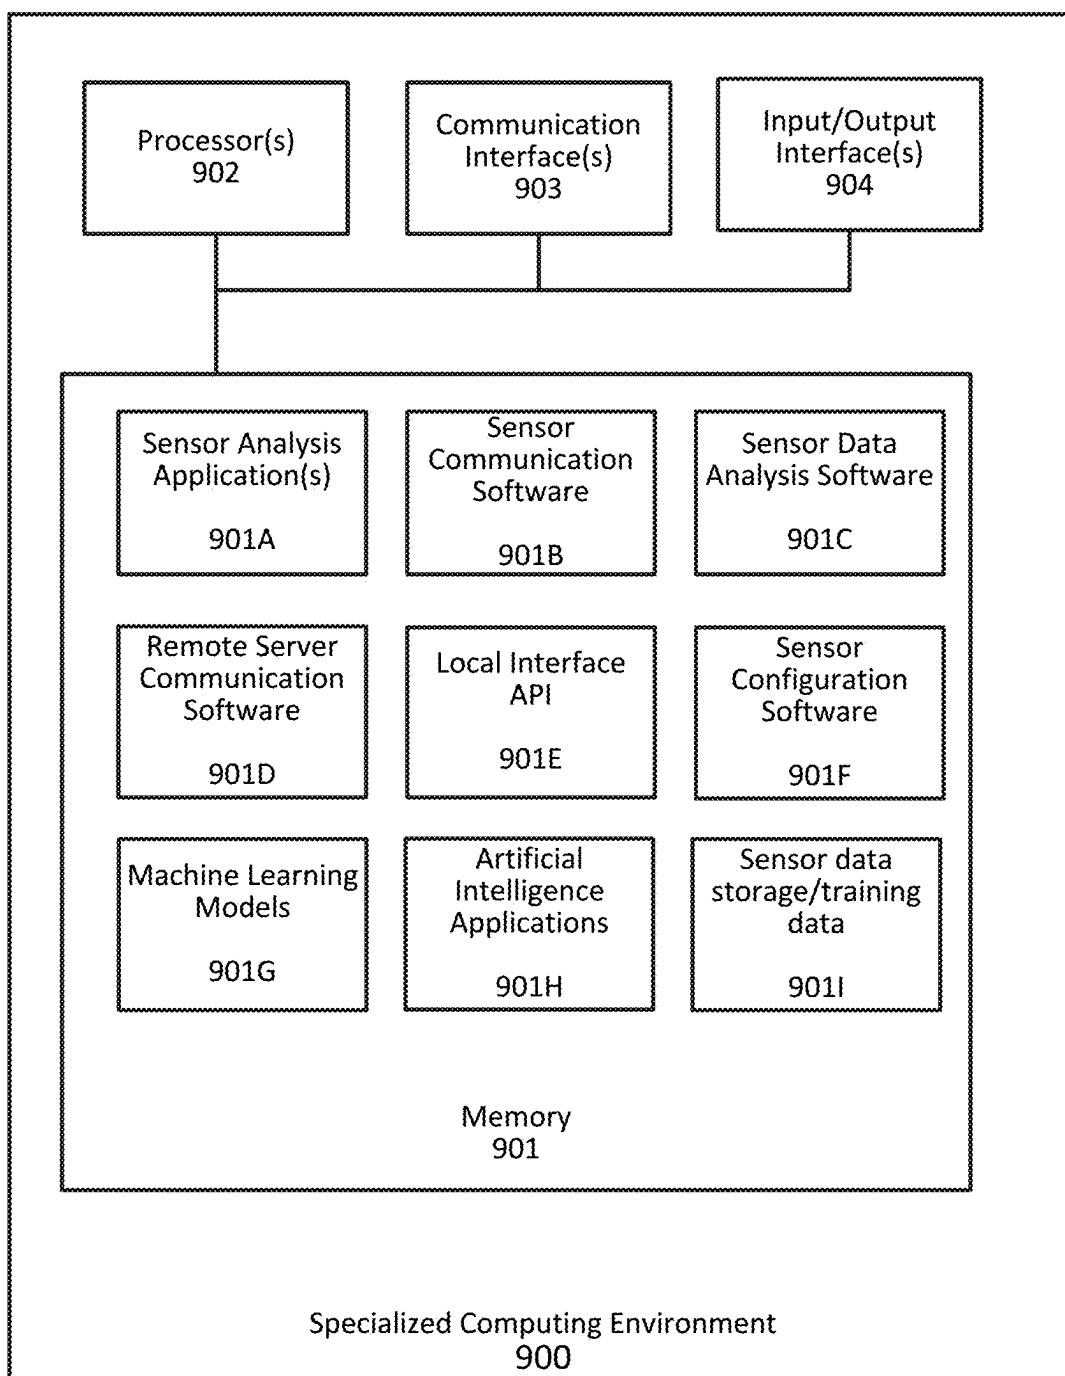 Processor(s)
902
Communication
Interface(s)
903
Input/Output
Interface(s)
904
Sensor Analysis
Application(s)
901A
Sensor
Communication
Software
901B
Sensor Data
Analysis Software
901C
Remote Server
Communication
Software
901D
Local Interface
API
901E
Sensor
Configuration
Software
901F
Machine Learning
Models
901G
Artificial
Intelligence
Applications
901H
Sensor data
storage/training
data
901I
Memory
901
Specialized Computing Environment
900